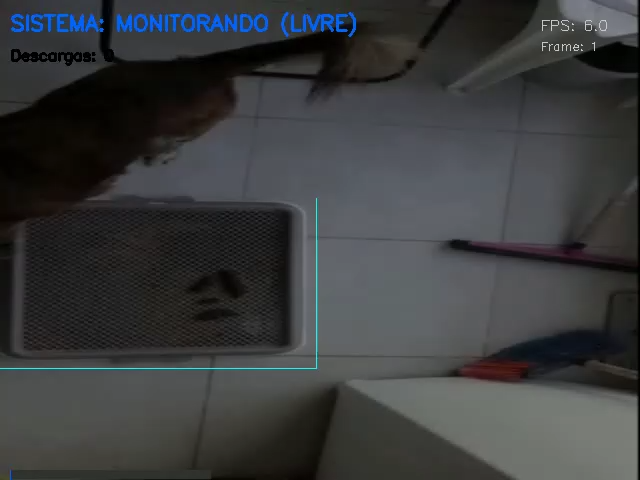 SISTEMA: MONITORANDO (LIVRE)
FPS: 6.0
Descargas: 0
Frame: 1